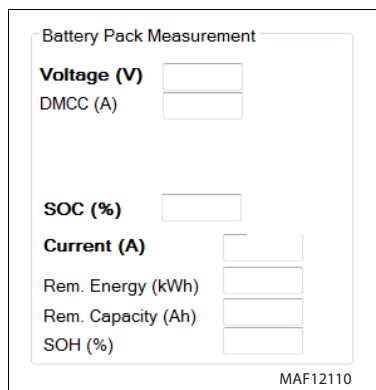 Battery Pack Measurement
Voltage (V)
DMCC (A)
SOC (%)
Current (A)
Rem. Energy (kWh)
Rem. Capacity (Ah)
SOH (%)
MAF12110